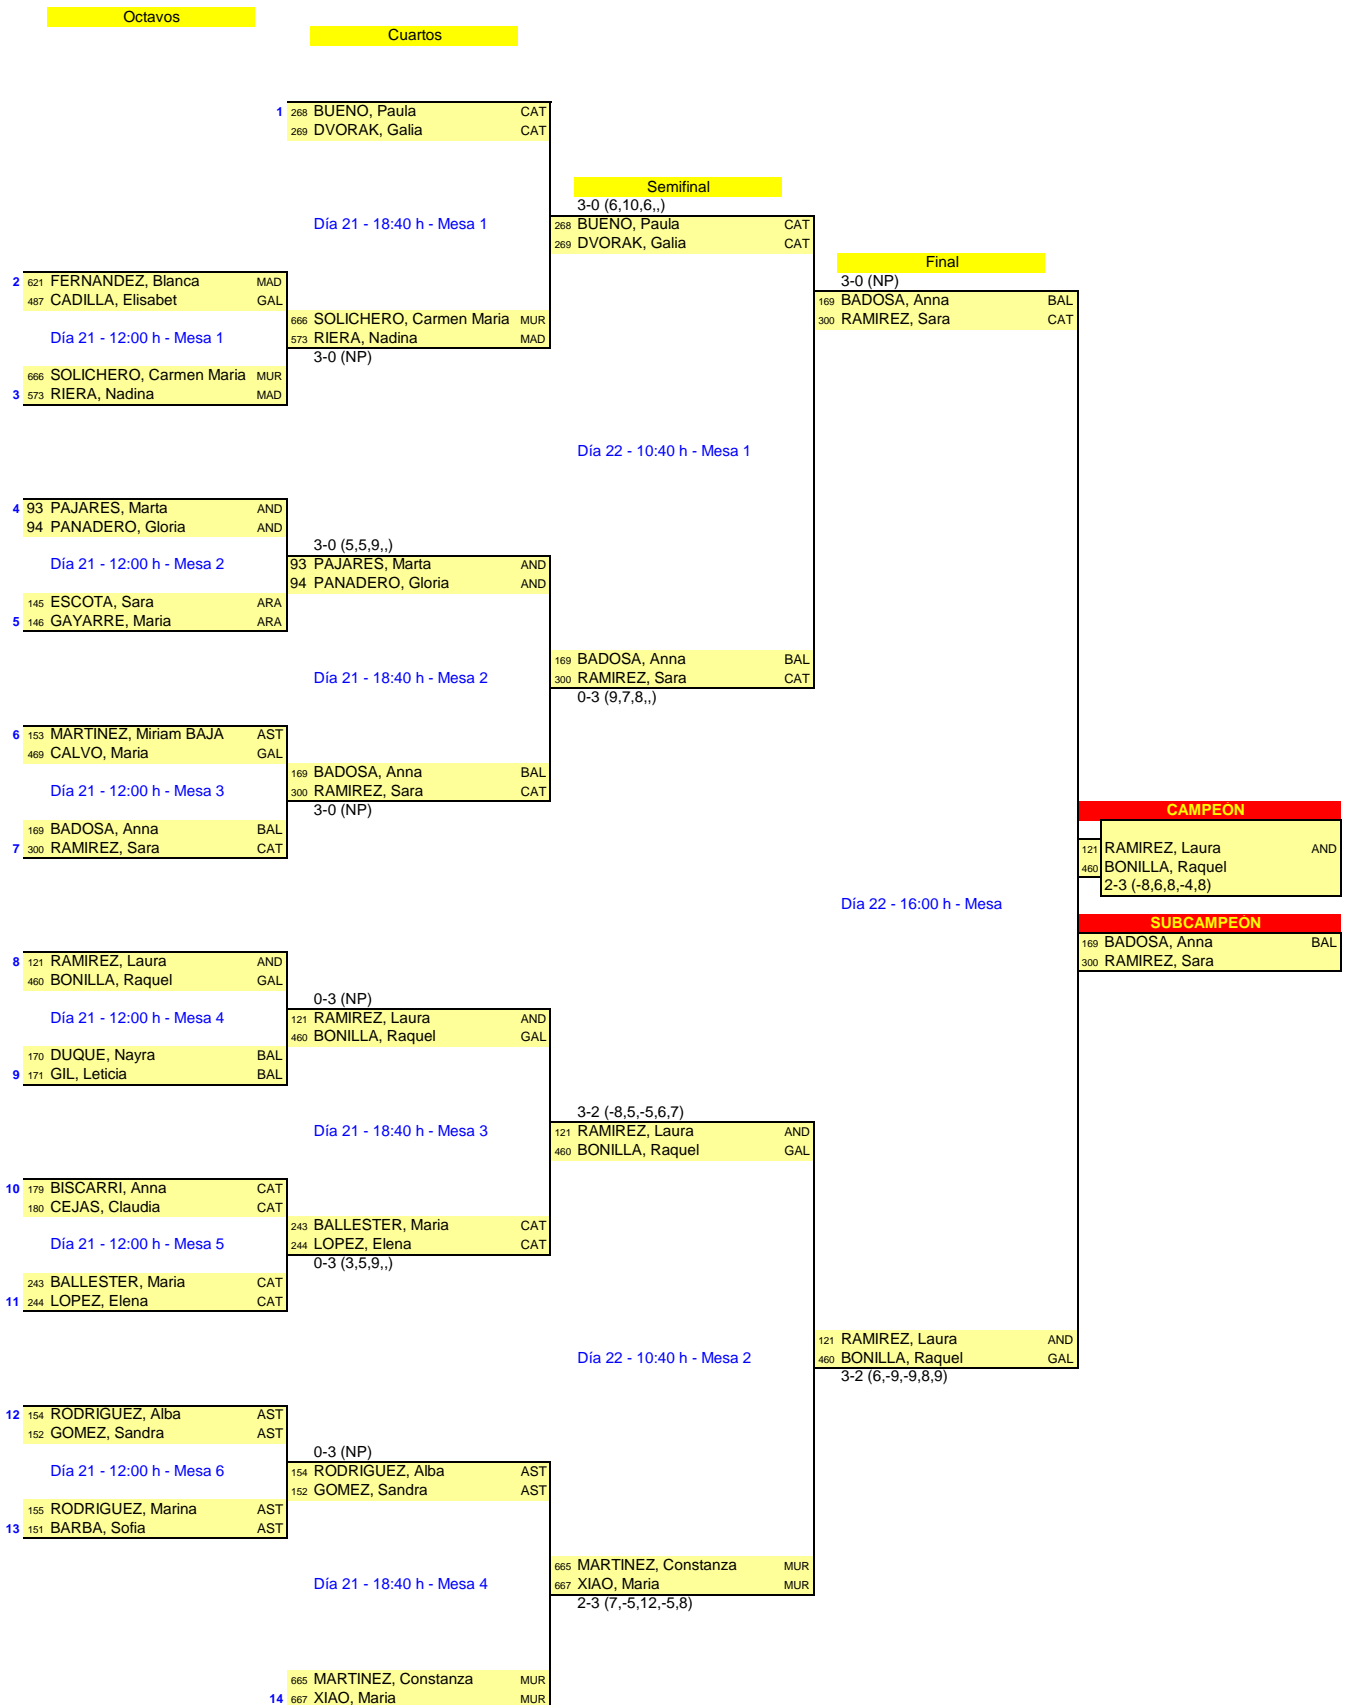 Octavos
Cuartos
1 268 BUENO, Paula CAT
269 DVORAK, Galia CAT
Semifinal
3-0 (6,10,6,,)
Día 21 - 18:40 h - Mesa 1
268 BUENO, Paula CAT
269 DVORAK, Galia CAT
Final
3-0 (NP)
2 621 FERNANDEZ, Blanca MAD
487 CADILLA, Elisabet GAL
169 BADOSA, Anna BAL
300 RAMIREZ, Sara CAT
666 SOLICHERO, Carmen Maria MUR
573 RIERA, Nadina MAD
Día 21 - 12:00 h - Mesa 1
3-0 (NP)
666 SOLICHERO, Carmen Maria MUR
3 573 RIERA, Nadina MAD
Día 22 - 10:40 h - Mesa 1
4 93 PAJARES, Marta AND
94 PANADERO, Gloria AND
3-0 (5,5,9,,)
Día 21 - 12:00 h - Mesa 2
93 PAJARES, Marta AND
94 PANADERO, Gloria AND
145 ESCOTA, Sara ARA
5 146 GAYARRE, Maria ARA
169 BADOSA, Anna BAL
300 RAMIREZ, Sara CAT
Día 21 - 18:40 h - Mesa 2
0-3 (9,7,8,,)
6 153 MARTINEZ, Miriam BAJA AST
469 CALVO, Maria GAL
169 BADOSA, Anna BAL
300 RAMIREZ, Sara CAT
Día 21 - 12:00 h - Mesa 3
3-0 (NP)
CAMPEÓN
169 BADOSA, Anna BAL
7 300 RAMIREZ, Sara CAT
121 RAMIREZ, Laura AND
460 BONILLA, Raquel
2-3 (-8,6,8,-4,8)
Día 22 - 16:00 h - Mesa
SUBCAMPEÓN
169 BADOSA, Anna BAL
300 RAMIREZ, Sara
8 121 RAMIREZ, Laura AND
460 BONILLA, Raquel GAL
0-3 (NP)
Día 21 - 12:00 h - Mesa 4
121 RAMIREZ, Laura AND
460 BONILLA, Raquel GAL
170 DUQUE, Nayra BAL
9 171 GIL, Leticia BAL
3-2 (-8,5,-5,6,7)
Día 21 - 18:40 h - Mesa 3
121 RAMIREZ, Laura AND
460 BONILLA, Raquel GAL
10 179 BISCARRI, Anna CAT
180 CEJAS, Claudia CAT
243 BALLESTER, Maria CAT
244 LOPEZ, Elena CAT
Día 21 - 12:00 h - Mesa 5
0-3 (3,5,9,,)
243 BALLESTER, Maria CAT
11 244 LOPEZ, Elena CAT
121 RAMIREZ, Laura AND
460 BONILLA, Raquel GAL
Día 22 - 10:40 h - Mesa 2
3-2 (6,-9,-9,8,9)
12 154 RODRIGUEZ, Alba AST
152 GOMEZ, Sandra AST
0-3 (NP)
Día 21 - 12:00 h - Mesa 6
154 RODRIGUEZ, Alba AST
152 GOMEZ, Sandra AST
155 RODRIGUEZ, Marina AST
13 151 BARBA, Sofia AST
665 MARTINEZ, Constanza MUR
667 XIAO, Maria MUR
Día 21 - 18:40 h - Mesa 4
2-3 (7,-5,12,-5,8)
665 MARTINEZ, Constanza MUR
14 667 XIAO, Maria MUR